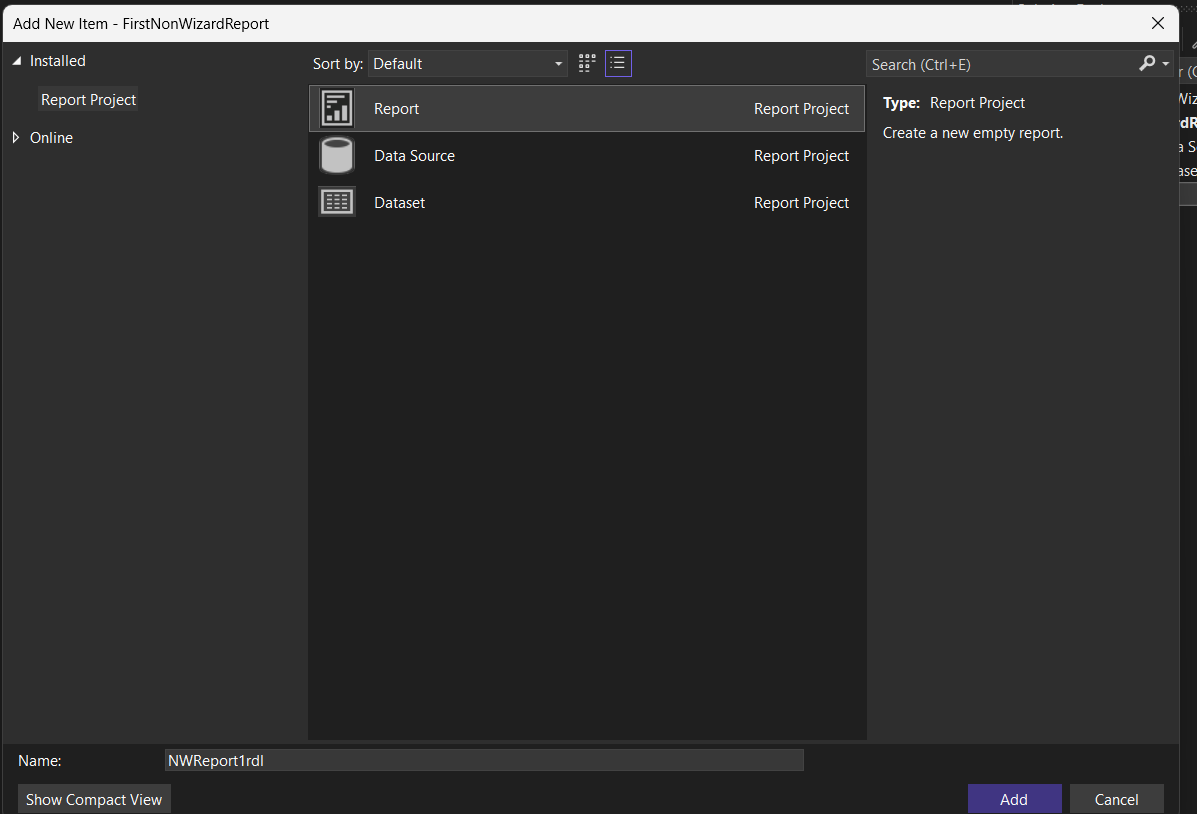 Add New Item - FirstNonWizardReport
Installed
Report Project
Online
Sort by: Default
Search (Ctrl+E)
Report Report Project
Data Source Report Project
Dataset Report Project
Type: Report Project
Create a new empty report.
Name: NWReport1rdl
Show Compact View
Add Cancel